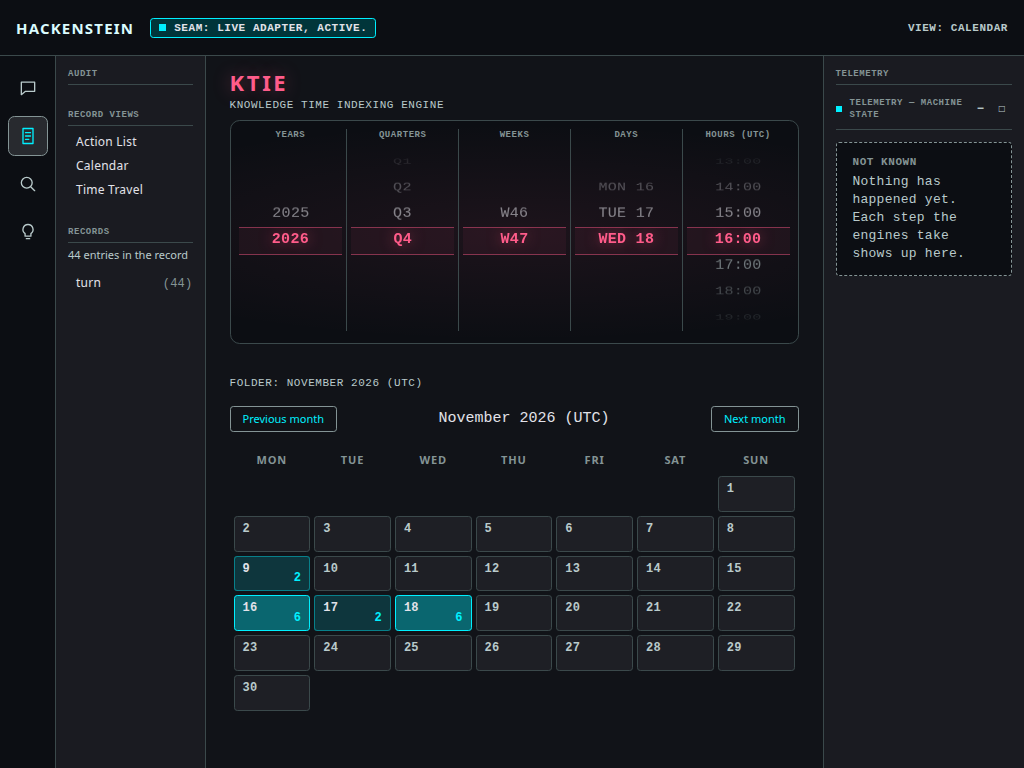 HACKENSTEIN
SEAM: LIVE ADAPTER, ACTIVE.
VIEW: CALENDAR
AUDIT
RECORD VIEWS
Action List
Calendar
Time Travel
RECORDS
44 entries in the record
turn (44)
KTIE
KNOWLEDGE TIME INDEXING ENGINE
YEARS QUARTERS WEEKS DAYS HOURS (UTC)
Q1 13:00
Q2 MON 16 14:00
2025 Q3 W46 TUE 17 15:00
2026 Q4 W47 WED 18 16:00
17:00
18:00
19:00
FOLDER: NOVEMBER 2026 (UTC)
Previous month
November 2026 (UTC)
Next month
MON TUE WED THU FRI SAT SUN
1
2 3 4 5 6 7 8
9 2 10 11 12 13 14 15
16 6 17 2 18 6 19 20 21 22
23 24 25 26 27 28 29
30
TELEMETRY
TELEMETRY — MACHINE
STATE
NOT KNOWN
Nothing has
happened yet.
Each step the
engines take
shows up here.